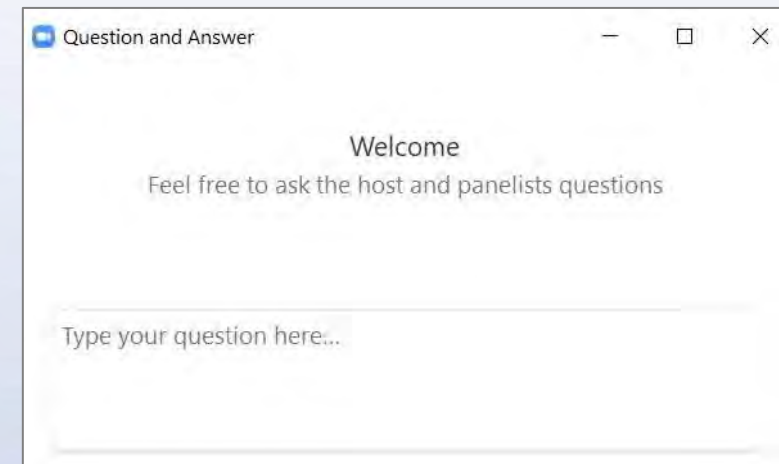 Question and Answer
Welcome
Feel free to ask the host and panelists questions
Type your question here...